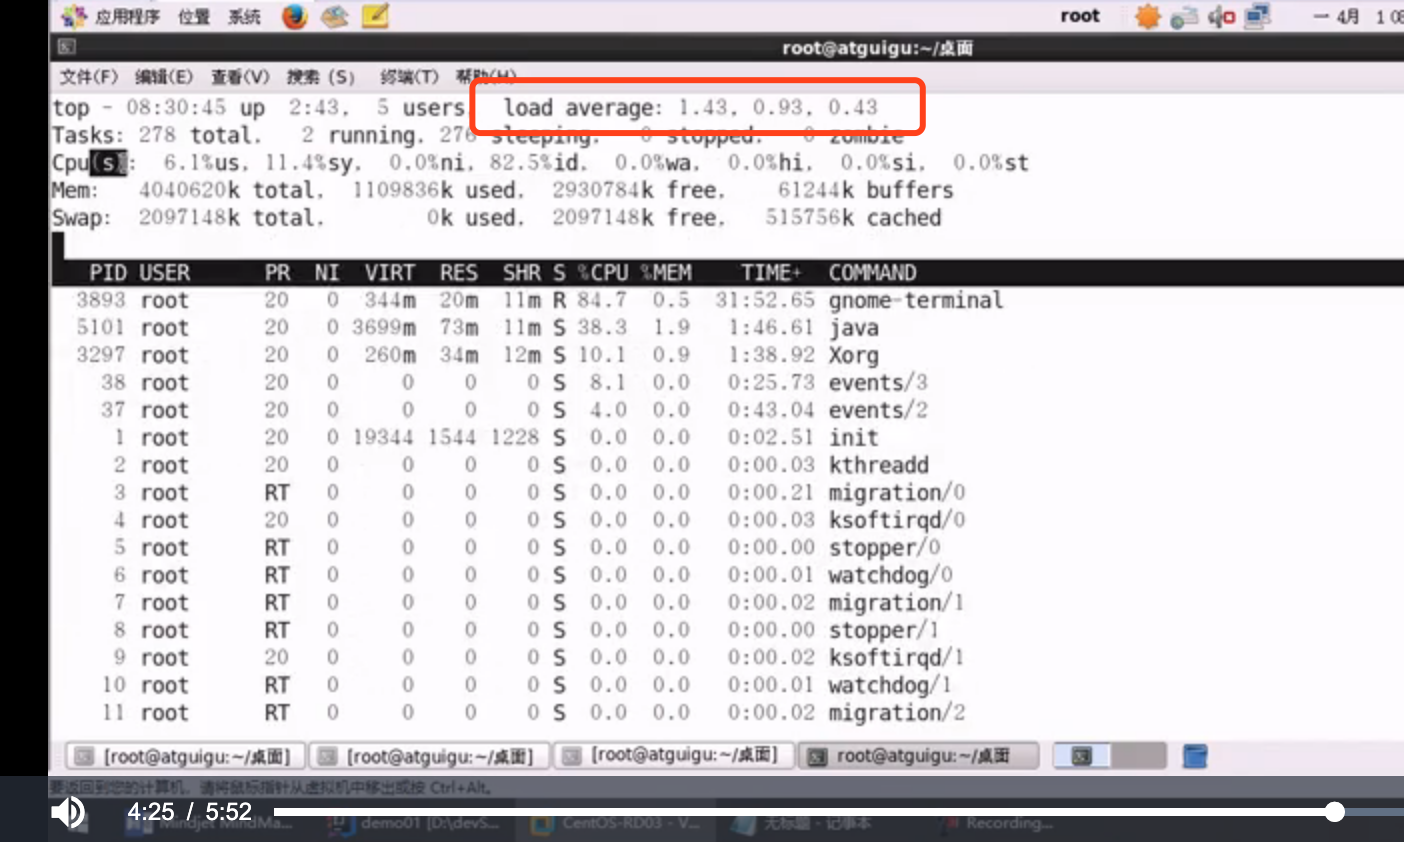 应用程序 位置 系统 root 一 4月 1 08
root@atguigu:~/桌面
文件(F) 编辑(E) 查看(V) 搜索 (S) 终端(T) 帮助(H)
top - 08:30:45 up 2:43, 5 users, load average: 1.43, 0.93, 0.43
Tasks: 278 total, 2 running, 276 sleeping, 0 stopped, 0 zombie
Cpu(s): 6.1%us, 11.4%sy, 0.0%ni, 82.5%id, 0.0%wa, 0.0%hi, 0.0%si, 0.0%st
Mem: 4040620k total, 1109836k used, 2930784k free, 61244k buffers
Swap: 2097148k total, 0k used, 2097148k free, 515756k cached
PID USER PR NI VIRT RES SHR S %CPU %MEM TIME+ COMMAND
3893 root 20 0 344m 20m 11m R 84.7 0.5 31:52.65 gnome-terminal
5101 root 20 0 3699m 73m 11m S 38.3 1.9 1:46.61 java
3297 root 20 0 260m 34m 12m S 10.1 0.9 1:38.92 Xorg
38 root 20 0 0 0 0 S 8.1 0.0 0:25.73 events/3
37 root 20 0 0 0 0 S 4.0 0.0 0:43.04 events/2
1 root 20 0 19344 1544 1228 S 0.0 0.0 0:02.51 init
2 root 20 0 0 0 0 S 0.0 0.0 0:00.03 kthreadd
3 root RT 0 0 0 0 S 0.0 0.0 0:00.21 migration/0
4 root 20 0 0 0 0 S 0.0 0.0 0:00.03 ksoftirqd/0
5 root RT 0 0 0 0 S 0.0 0.0 0:00.00 stopper/0
6 root RT 0 0 0 0 S 0.0 0.0 0:00.01 watchdog/0
7 root RT 0 0 0 0 S 0.0 0.0 0:00.02 migration/1
8 root RT 0 0 0 0 S 0.0 0.0 0:00.00 stopper/1
9 root 20 0 0 0 0 S 0.0 0.0 0:00.02 ksoftirqd/1
10 root RT 0 0 0 0 S 0.0 0.0 0:00.01 watchdog/1
11 root RT 0 0 0 0 S 0.0 0.0 0:00.02 migration/2
[root@atguigu:~/桌面] [root@atguigu:~/桌面] [root@atguigu:~/桌面] root@atguigu:~/桌面
要返回到您的计算机，请将鼠标指针从虚拟机中移出或按 Ctrl+Alt。
4:25 / 5:52
Mindjet MindMa... demo01 [D:\devS... CentOS-RD03 - V... 无标题 - 记事本 Recording...